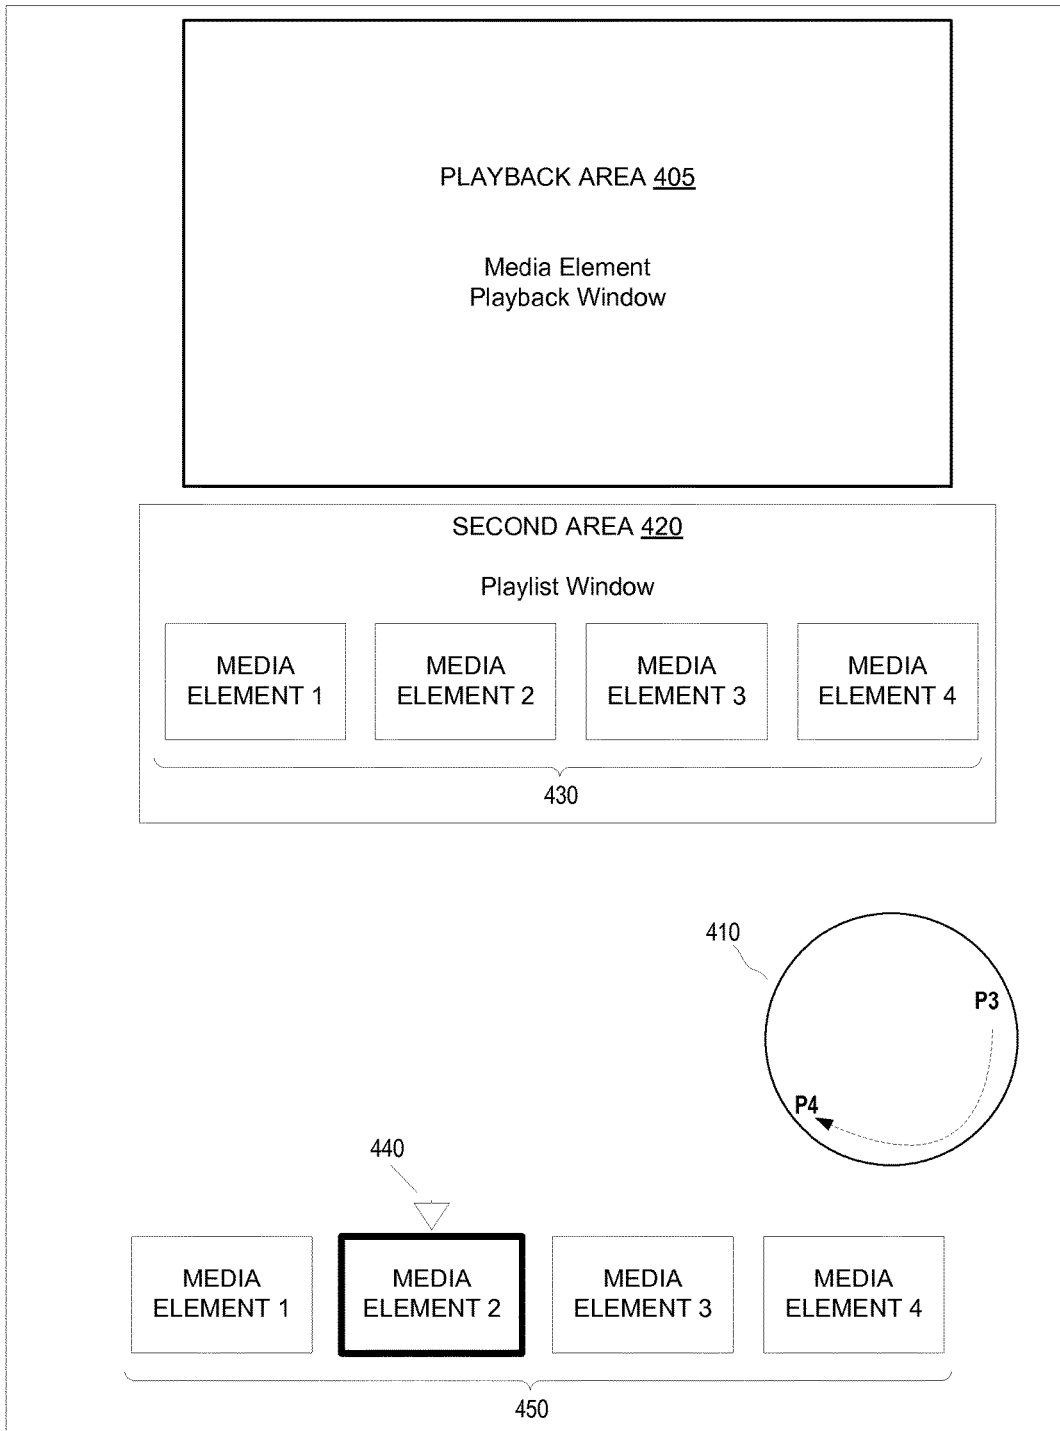 PLAYBACK AREA 405
Media Element
Playback Window
SECOND AREA 420
Playlist Window
MEDIA
ELEMENT 1
MEDIA
ELEMENT 2
MEDIA
ELEMENT 3
MEDIA
ELEMENT 4
430
410
P3
P4
440
MEDIA
ELEMENT 1
MEDIA
ELEMENT 2
MEDIA
ELEMENT 3
MEDIA
ELEMENT 4
450